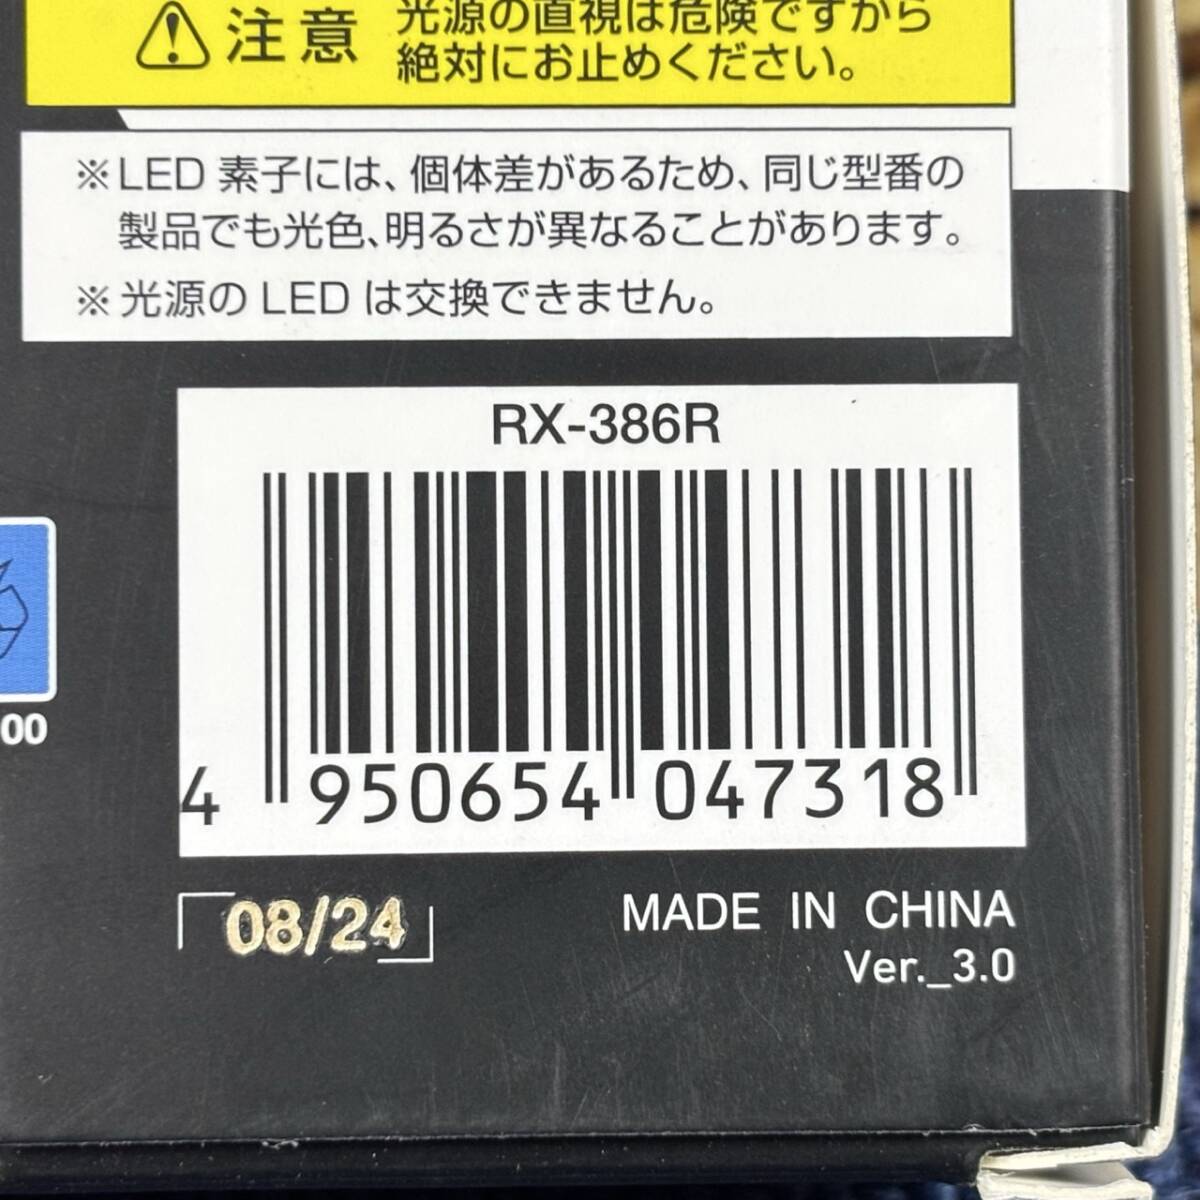 注意
光源の直視は危険ですから
絶対にお止めください。
※LED 素子には、個体差があるため、同じ型番の
製品でも光色、明るさが異なることがあります。
※光源の LED は交換できません。
RX-386R
4 950654 047318
00
08/24
MADE IN CHINA
Ver._3.0